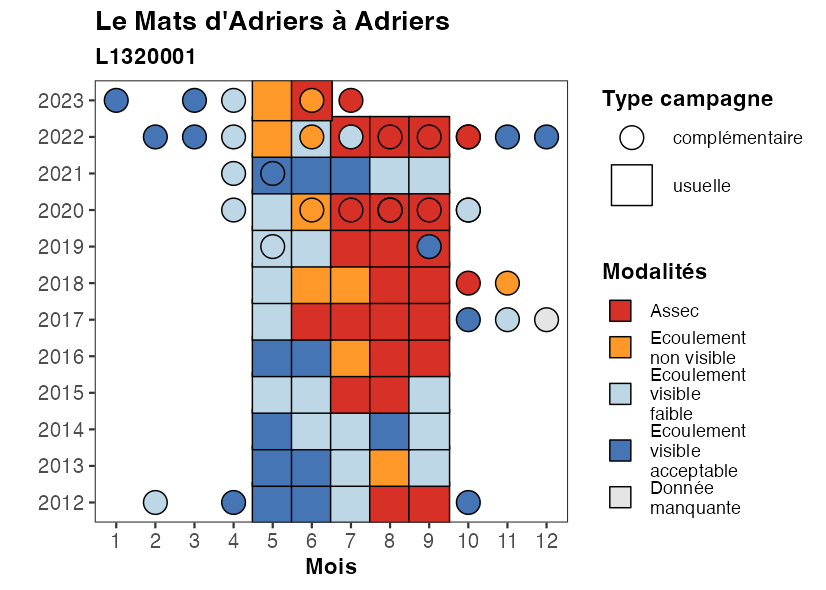 Le Mats d'Adriers à Adriers
L1320001
2023
2022
2021
2020
2019
2018
2017
2016
2015
2014
2013
2012
1 2 3 4 5 6 7 8 9 10 11 12
Mois
Type campagne
complémentaire
usuelle
Modalités
Assec
Ecoulement
non visible
Ecoulement
visible
faible
Ecoulement
visible
acceptable
Donnée
manquante